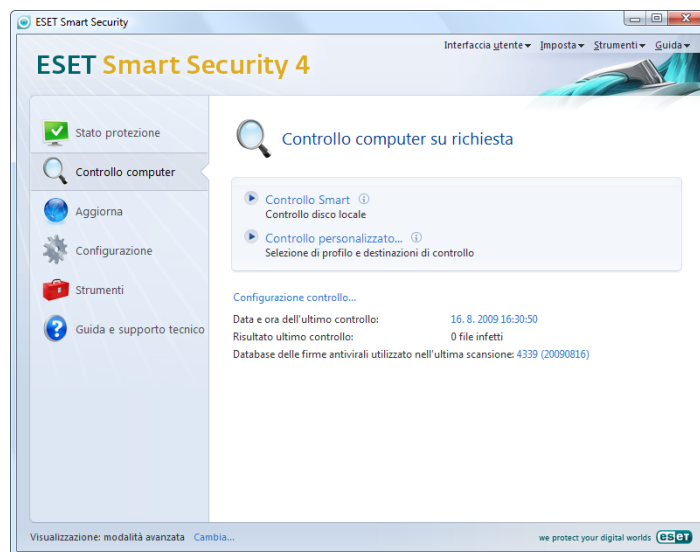 ESET Smart Security
Interfaccia utente Imposta Strumenti Guida
ESET Smart Security 4
Stato protezione
Controllo computer
Aggiorna
Configurazione
Strumenti
Guida e supporto tecnico
Controllo computer su richiesta
Controllo Smart
Controllo disco locale
Controllo personalizzato...
Selezione di profilo e destinazioni di controllo
Configurazione controllo...
Data e ora dell'ultimo controllo: 16. 8. 2009 16:30:50
Risultato ultimo controllo: 0 file infetti
Database delle firme antivirali utilizzato nell'ultima scansione: 4339 (20090816)
Visualizzazione: modalità avanzata Cambia...
we protect your digital worlds eset